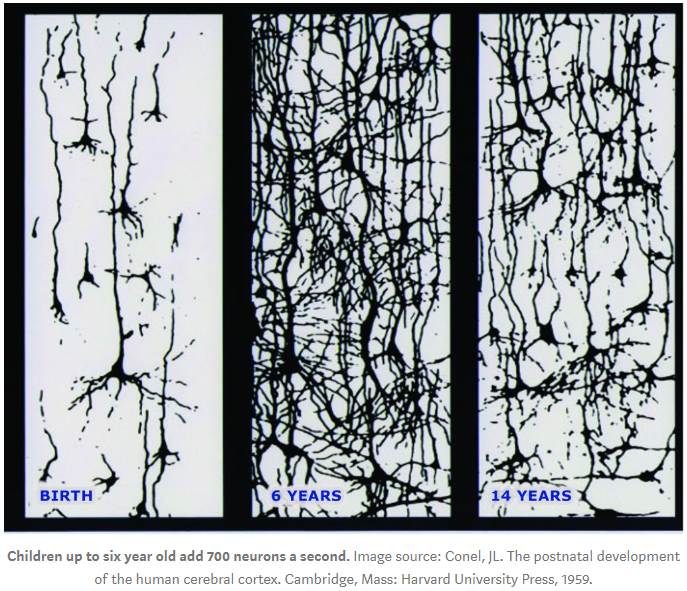 BIRTH
6 YEARS
14 YEARS
Children up to six year old add 700 neurons a second. Image source: Conel, JL. The postnatal development
of the human cerebral cortex. Cambridge, Mass: Harvard University Press, 1959.